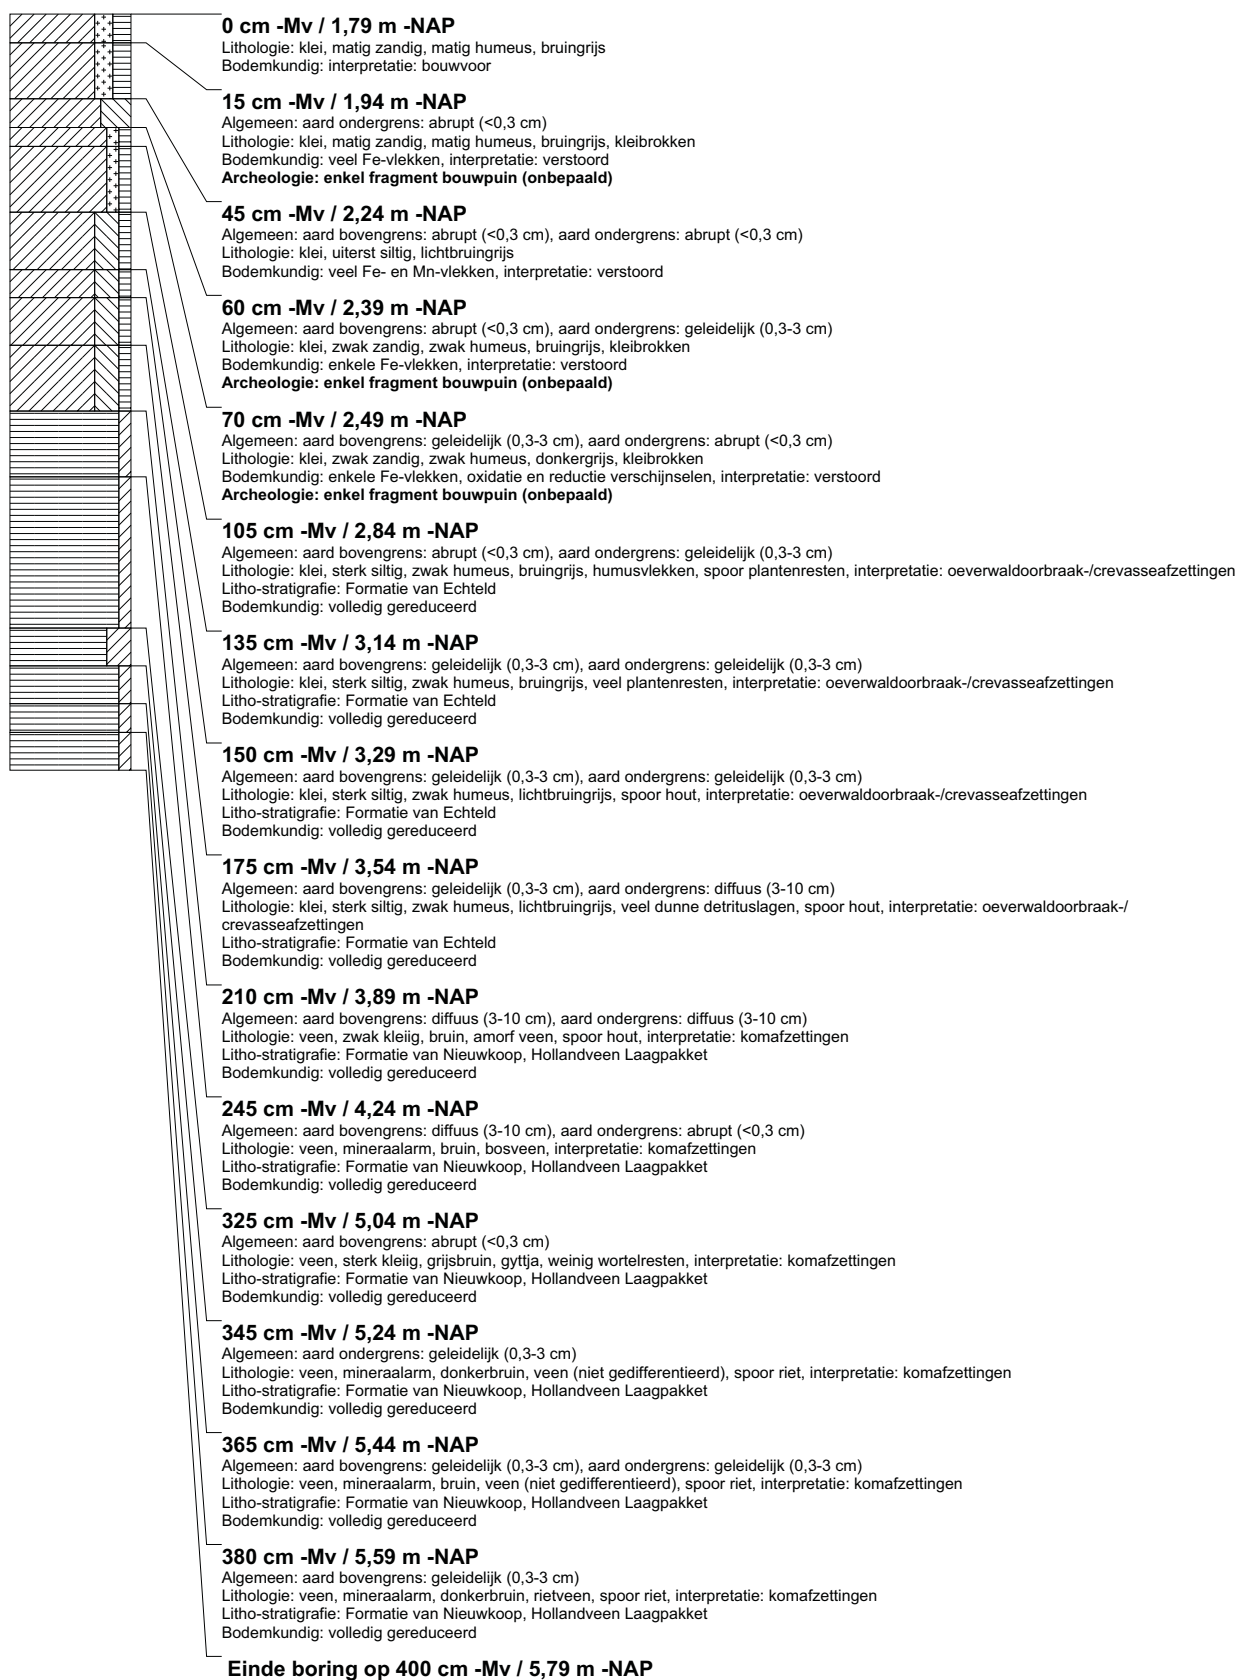 0 cm -Mv / 1,79 m -NAP
Lithologie: klei, matig zandig, matig humeus, bruingrijs
Bodemkundig: interpretatie: bouwvoor
15 cm -Mv / 1,94 m -NAP
Algemeen: aard ondergrens: abrupt (<0,3 cm)
Lithologie: klei, matig zandig, matig humeus, bruingrijs, kleibrokken
Bodemkundig: veel Fe-vlekken, interpretatie: verstoord
Archeologie: enkel fragment bouwpuin (onbepaald)
45 cm -Mv / 2,24 m -NAP
Algemeen: aard bovengrens: abrupt (<0,3 cm), aard ondergrens: abrupt (<0,3 cm)
Lithologie: klei, uiterst siltig, lichtbruingrijs
Bodemkundig: veel Fe- en Mn-vlekken, interpretatie: verstoord
60 cm -Mv / 2,39 m -NAP
Algemeen: aard bovengrens: abrupt (<0,3 cm), aard ondergrens: geleidelijk (0,3-3 cm)
Lithologie: klei, zwak zandig, zwak humeus, bruingrijs, kleibrokken
Bodemkundig: enkele Fe-vlekken, interpretatie: verstoord
Archeologie: enkel fragment bouwpuin (onbepaald)
70 cm -Mv / 2,49 m -NAP
Algemeen: aard bovengrens: geleidelijk (0,3-3 cm), aard ondergrens: abrupt (<0,3 cm)
Lithologie: klei, zwak zandig, zwak humeus, donkergrijs, kleibrokken
Bodemkundig: enkele Fe-vlekken, oxidatie en reductie verschijnselen, interpretatie: verstoord
Archeologie: enkel fragment bouwpuin (onbepaald)
105 cm -Mv / 2,84 m -NAP
Algemeen: aard bovengrens: abrupt (<0,3 cm), aard ondergrens: geleidelijk (0,3-3 cm)
Lithologie: klei, sterk siltig, zwak humeus, bruingrijs, humusvlekken, spoor plantenresten, interpretatie: oeverwaldoorbraak-/crevasseafzettingen
Litho-stratigrafie: Formatie van Echteld
Bodemkundig: volledig gereduceerd
135 cm -Mv / 3,14 m -NAP
Algemeen: aard bovengrens: geleidelijk (0,3-3 cm), aard ondergrens: geleidelijk (0,3-3 cm)
Lithologie: klei, sterk siltig, zwak humeus, bruingrijs, veel plantenresten, interpretatie: oeverwaldoorbraak-/crevasseafzettingen
Litho-stratigrafie: Formatie van Echteld
Bodemkundig: volledig gereduceerd
150 cm -Mv / 3,29 m -NAP
Algemeen: aard bovengrens: geleidelijk (0,3-3 cm), aard ondergrens: geleidelijk (0,3-3 cm)
Lithologie: klei, sterk siltig, zwak humeus, lichtbruingrijs, spoor hout, interpretatie: oeverwaldoorbraak-/crevasseafzettingen
Litho-stratigrafie: Formatie van Echteld
Bodemkundig: volledig gereduceerd
175 cm -Mv / 3,54 m -NAP
Algemeen: aard bovengrens: geleidelijk (0,3-3 cm), aard ondergrens: diffuus (3-10 cm)
Lithologie: klei, sterk siltig, zwak humeus, lichtbruingrijs, veel dunne detrituslagen, spoor hout, interpretatie: oeverwaldoorbraak-/
crevasseafzettingen
Litho-stratigrafie: Formatie van Echteld
Bodemkundig: volledig gereduceerd
210 cm -Mv / 3,89 m -NAP
Algemeen: aard bovengrens: diffuus (3-10 cm), aard ondergrens: diffuus (3-10 cm)
Lithologie: veen, zwak kleiig, bruin, amorf veen, spoor hout, interpretatie: komafzettingen
Litho-stratigrafie: Formatie van Nieuwkoop, Hollandveen Laagpakket
Bodemkundig: volledig gereduceerd
245 cm -Mv / 4,24 m -NAP
Algemeen: aard bovengrens: diffuus (3-10 cm), aard ondergrens: abrupt (<0,3 cm)
Lithologie: veen, mineraalarm, bruin, bosveen, interpretatie: komafzettingen
Litho-stratigrafie: Formatie van Nieuwkoop, Hollandveen Laagpakket
Bodemkundig: volledig gereduceerd
325 cm -Mv / 5,04 m -NAP
Algemeen: aard bovengrens: abrupt (<0,3 cm)
Lithologie: veen, sterk kleiig, grijsbruin, gyttja, weinig wortelresten, interpretatie: komafzettingen
Litho-stratigrafie: Formatie van Nieuwkoop, Hollandveen Laagpakket
Bodemkundig: volledig gereduceerd
345 cm -Mv / 5,24 m -NAP
Algemeen: aard ondergrens: geleidelijk (0,3-3 cm)
Lithologie: veen, mineraalarm, donkerbruin, veen (niet gedifferentieerd), spoor riet, interpretatie: komafzettingen
Litho-stratigrafie: Formatie van Nieuwkoop, Hollandveen Laagpakket
Bodemkundig: volledig gereduceerd
365 cm -Mv / 5,44 m -NAP
Algemeen: aard bovengrens: geleidelijk (0,3-3 cm), aard ondergrens: geleidelijk (0,3-3 cm)
Lithologie: veen, mineraalarm, bruin, veen (niet gedifferentieerd), spoor riet, interpretatie: komafzettingen
Litho-stratigrafie: Formatie van Nieuwkoop, Hollandveen Laagpakket
Bodemkundig: volledig gereduceerd
380 cm -Mv / 5,59 m -NAP
Algemeen: aard bovengrens: geleidelijk (0,3-3 cm)
Lithologie: veen, mineraalarm, donkerbruin, rietveen, spoor riet, interpretatie: komafzettingen
Litho-stratigrafie: Formatie van Nieuwkoop, Hollandveen Laagpakket
Bodemkundig: volledig gereduceerd
Einde boring op 400 cm -Mv / 5,79 m -NAP